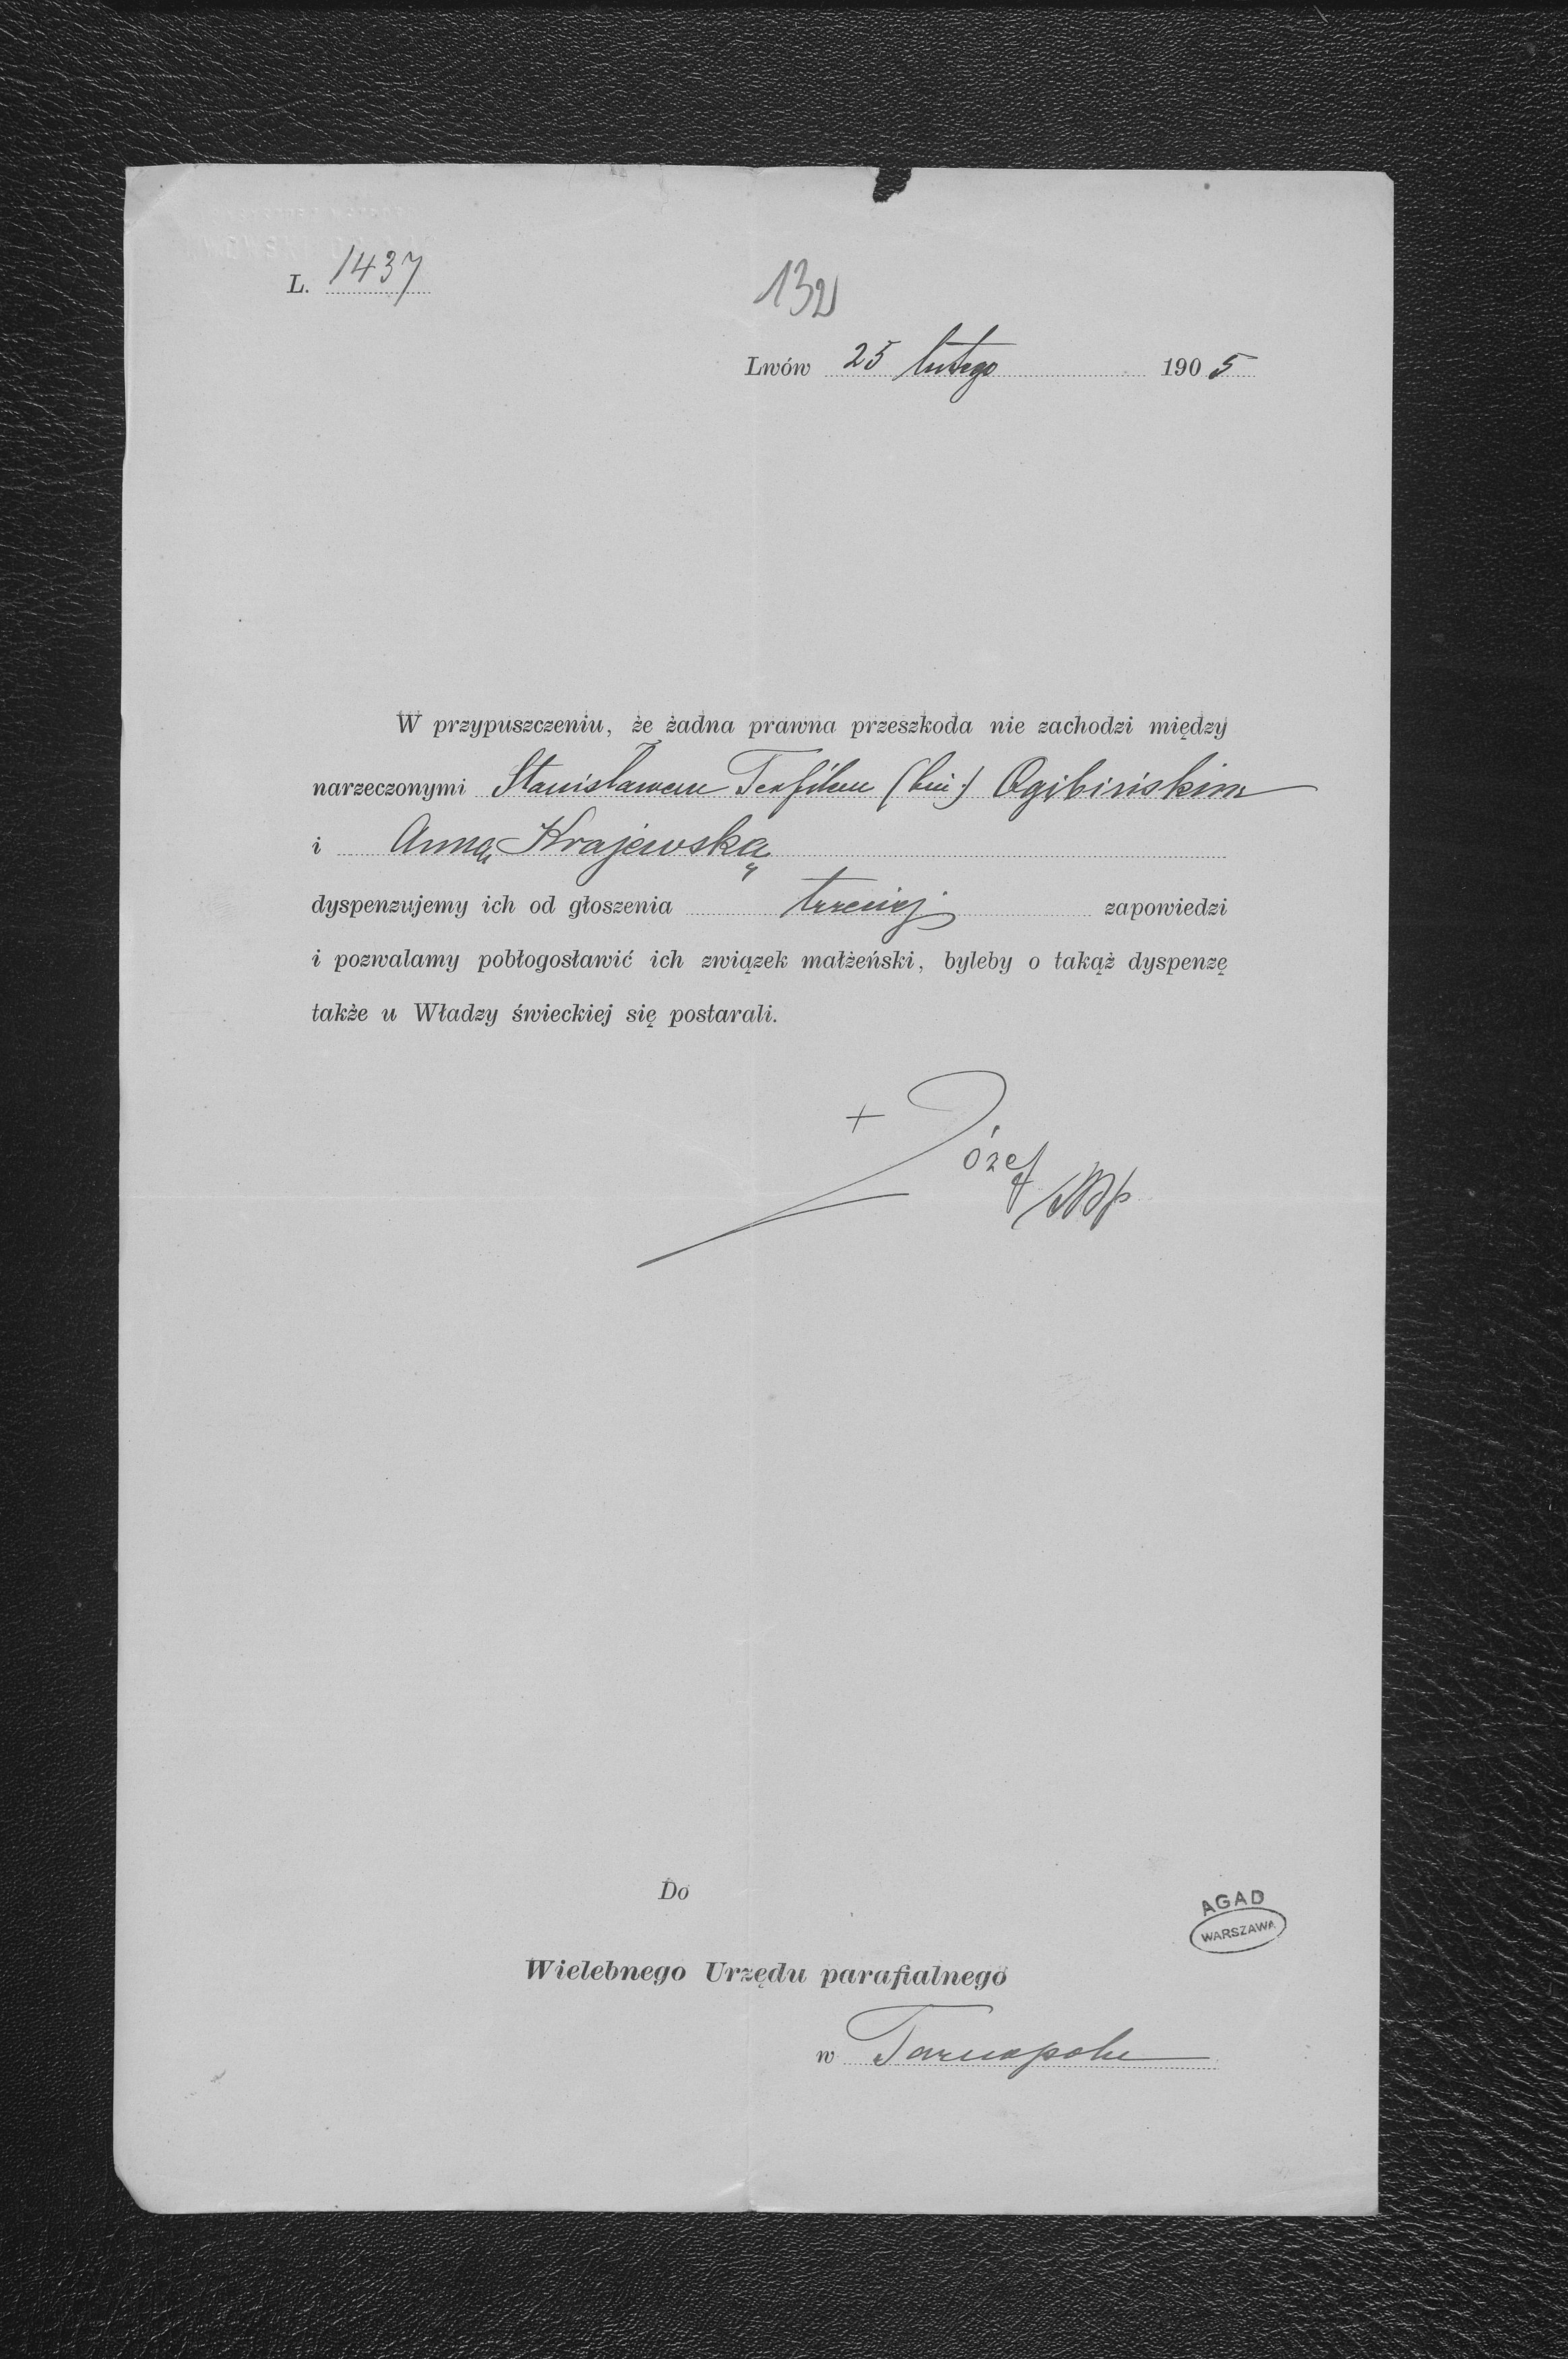 L. 1437
132
Lwów 25 lutego 1905
W przypuszczeniu, że żadna prawna przeszkoda nie zachodzi między
narzeczonymi Stanisławem Teofilem (bin:) Ogibińskim
i Anną Krajewską
dyspenzujemy ich od głoszenia trzeciej zapowiedzi
i pozwalamy pobłogosławić ich związek małżeński, byleby o takąż dyspenzę
także u Władzy świeckiej się postarali.
+ Józef
Do
AGAD
WARSZAWA
Wielebnego Urzędu parafialnego
w Tarnopolu